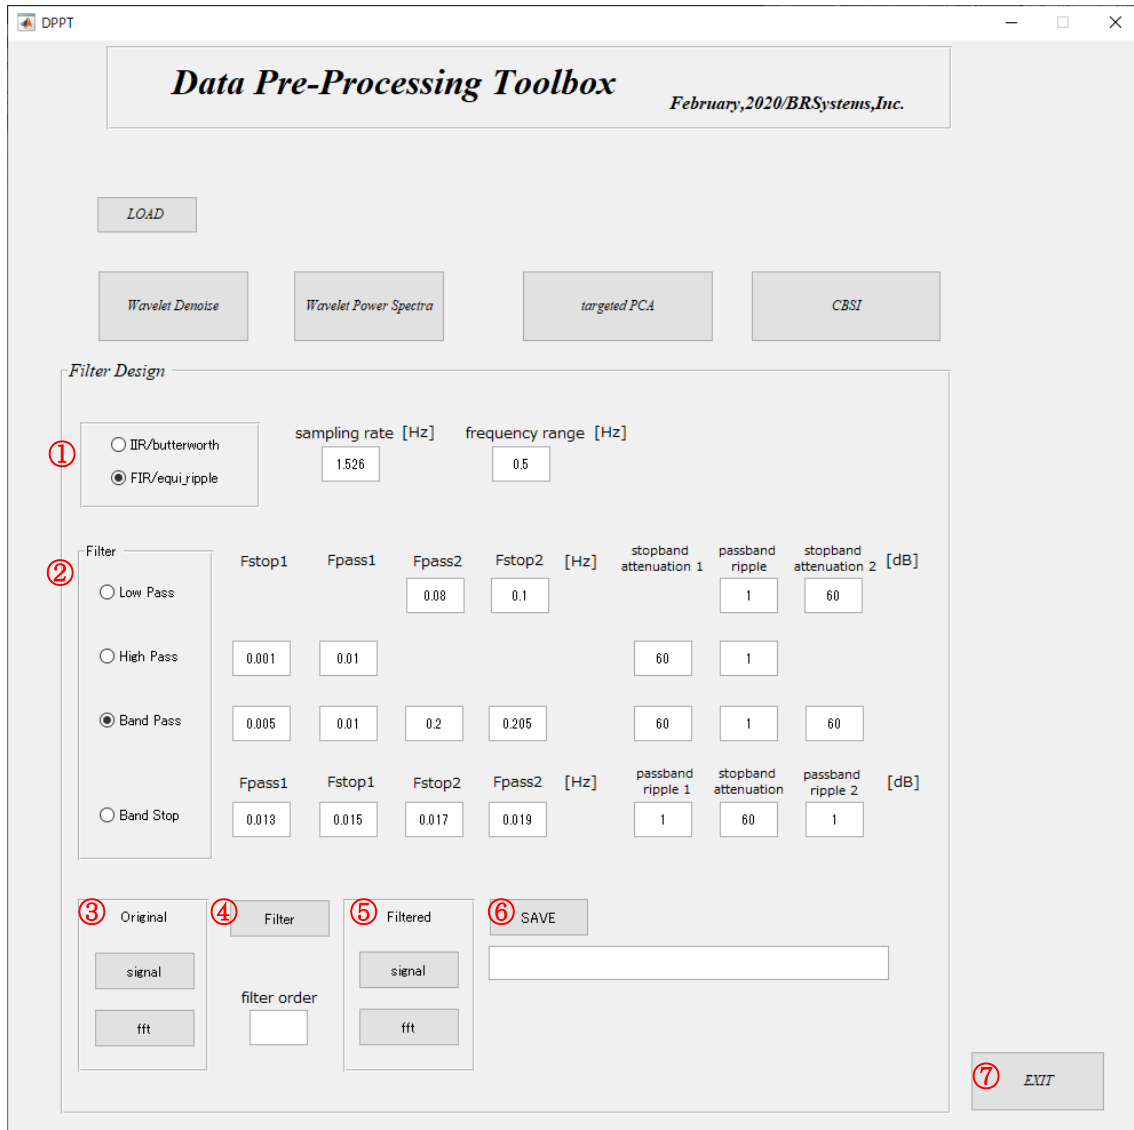 DPPT
Data Pre-Processing Toolbox
February,2020/BRSystems,Inc.
LOAD
Wavelet Denoise
Wavelet Power Spectra
targeted PCA
CBSI
Filter Design
①
IIR/butterworth
FIR/equi_ripple
sampling rate [Hz]
1.526
frequency range [Hz]
0.5
②
Filter
Fstop1 Fpass1 Fpass2 Fstop2 [Hz] stopband attenuation 1 passband ripple stopband attenuation 2 [dB]
Low Pass 0.08 0.1 1 60
High Pass 0.001 0.01 60 1
Band Pass 0.005 0.01 0.2 0.205 60 1 60
Fpass1 Fstop1 Fstop2 Fpass2 [Hz] passband ripple 1 stopband attenuation passband ripple 2 [dB]
Band Stop 0.013 0.015 0.017 0.019 1 60 1
③ Original
signal
fft
④ Filter
filter order
⑤ Filtered
signal
fft
⑥ SAVE
⑦ EXIT